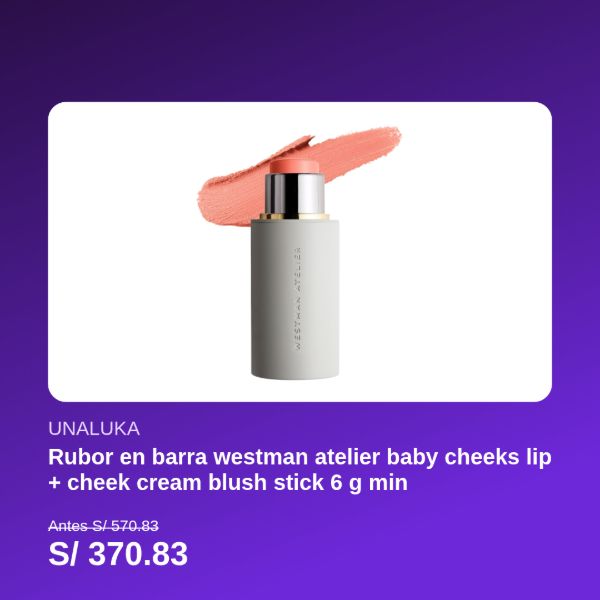 WESTMAN ATELIER
UNALUKA
Rubor en barra westman atelier baby cheeks lip
+ cheek cream blush stick 6 g min
Antes S/ 570.83
S/ 370.83